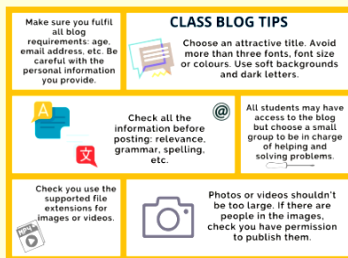 Make sure you fulfil
all blog
requirements: age,
email address, etc. Be
careful with the
personal information
you provide.
CLASS BLOG TIPS
Choose an attractive title. Avoid
more than three fonts, font size
or colours. Use soft backgrounds
and dark letters.
A
文
Check all the
information before
posting: relevance,
grammar, spelling,
etc.
@
All students may have
access to the blog
but choose a small
group to be in charge
of helping and
solving problems.
Check you use the
supported file
extensions for
images or videos.
MP4
Photos or videos shouldn't
be too large. If there are
people in the images,
check you have permission
to publish them.